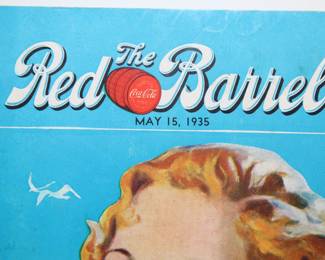 The
Red Barrel
Coca-Cola
MAY 15, 1935